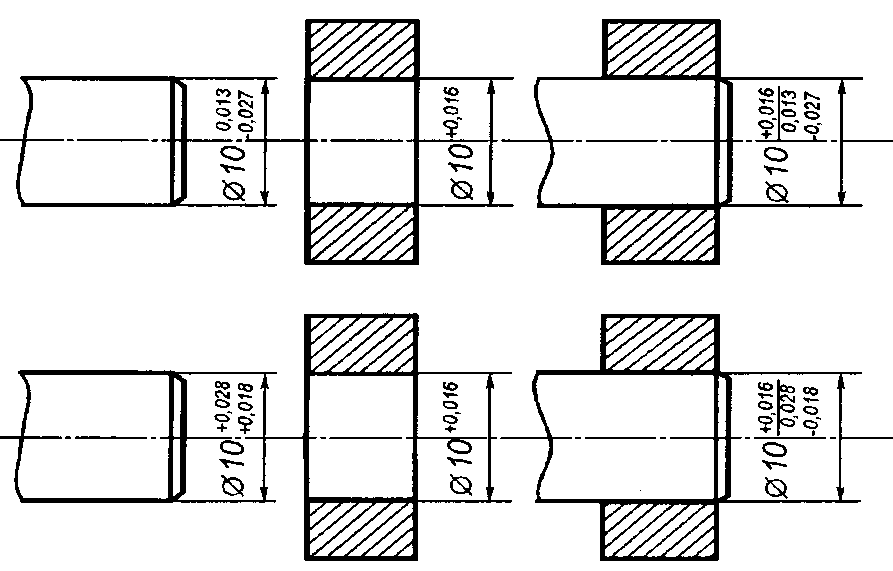 Ø10 0,013 -0,027
Ø10 +0,016
Ø10 +0,016 0,013 -0,027
Ø10 +0,028 +0,018
Ø10 +0,016
Ø10 +0,016 0,028 -0,018